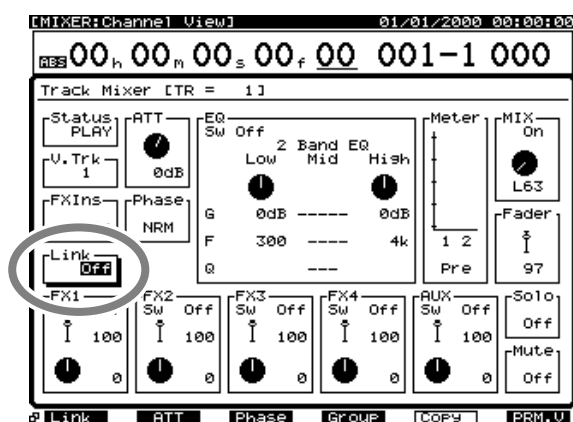 [MIXER:Channel View] 01/01/2000 00:00:00
ABS 00h 00m 00s 00f 00 001-1 000
Track Mixer [TR = 1]
Status PLAY
ATT 0dB
EQ
Sw Off
2 Band EQ
Low Mid High
G 0dB ----- 0dB
F 300 ---- 4k
Q ---
Meter
1 2
Pre
MIX
On
L63
V.Trk
1
FXIns
Phase
NRM
Fader
97
Link
Off
FX1
100
0
FX2
Sw Off
100
0
FX3
Sw Off
100
0
FX4
Sw Off
100
0
AUX
Sw Off
100
0
Solo
Off
Mute
Off
Link ATT Phase Group COPY PRM.V